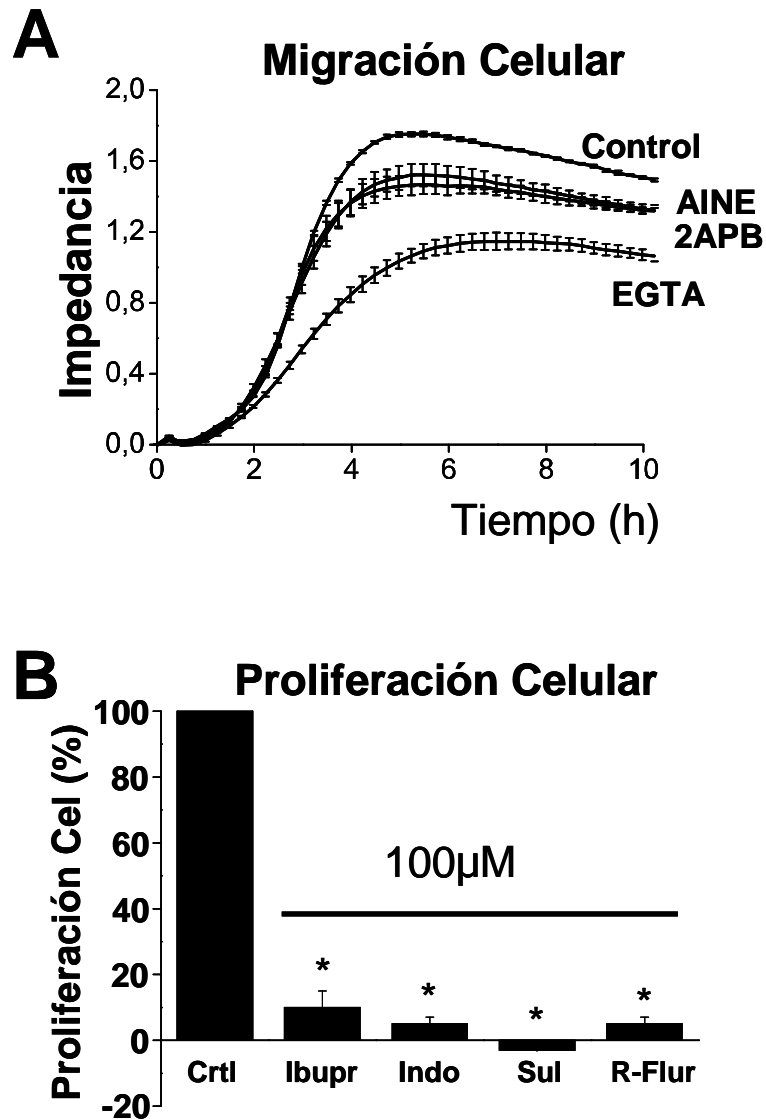 A
Migración Celular
2,0
1,6
1,2
0,8
0,4
0,0
Impedancia
Control
AINE
2APB
EGTA
0 2 4 6 8 10
Tiempo (h)
B
Proliferación Celular
100
80
60
40
20
0
-20
Proliferación Cel (%)
100µM
* * * *
Crtl Ibupr Indo Sul R-Flur